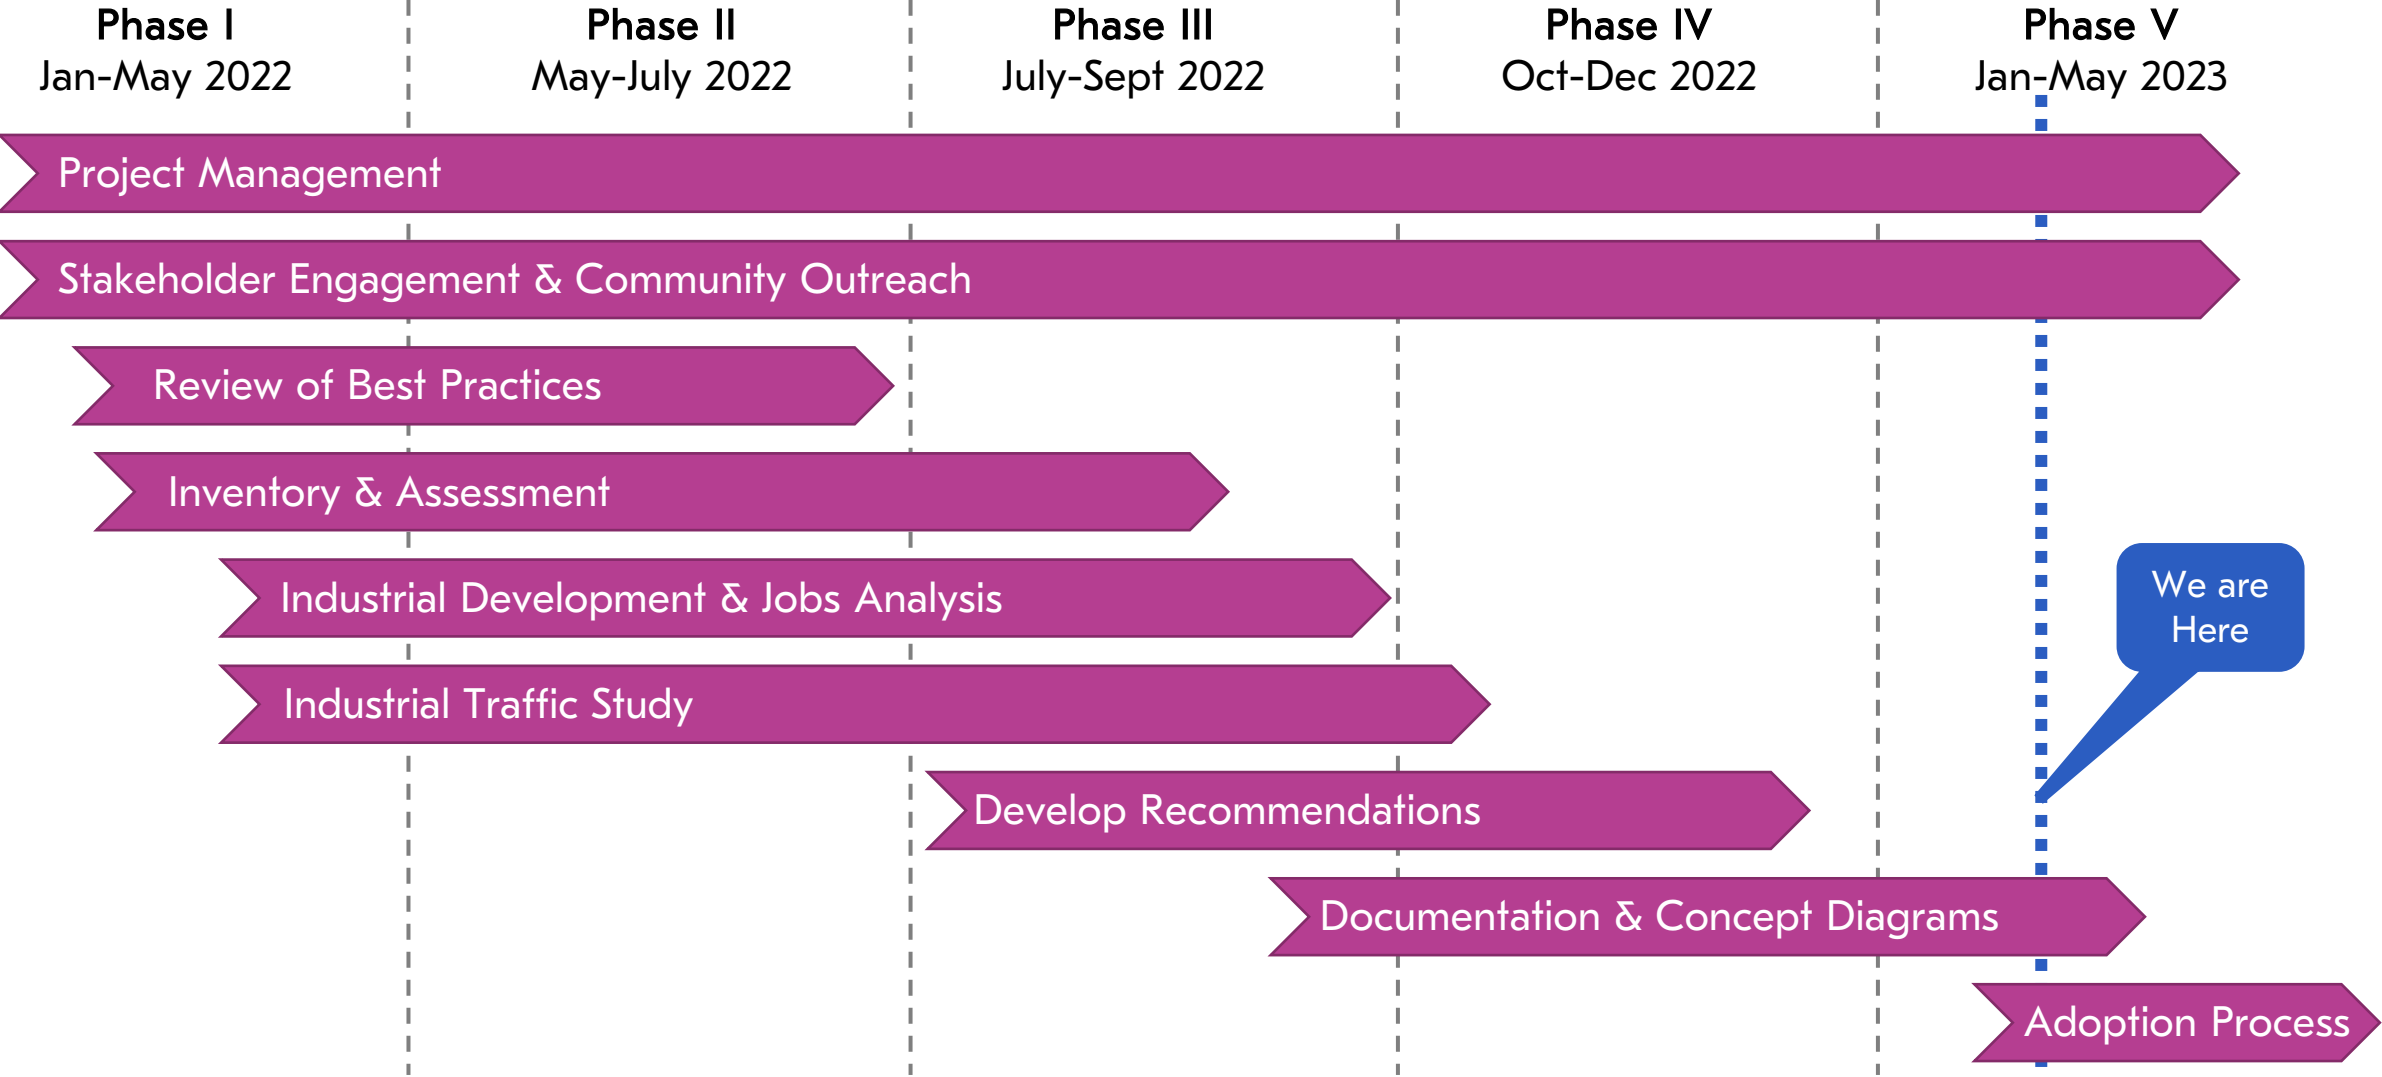 Phase I
Jan-May 2022
Phase II
May-July 2022
Phase III
July-Sept 2022
Phase IV
Oct-Dec 2022
Phase V
Jan-May 2023
Project Management
Stakeholder Engagement & Community Outreach
Review of Best Practices
Inventory & Assessment
Industrial Development & Jobs Analysis
We are
Here
Industrial Traffic Study
Develop Recommendations
Documentation & Concept Diagrams
Adoption Process